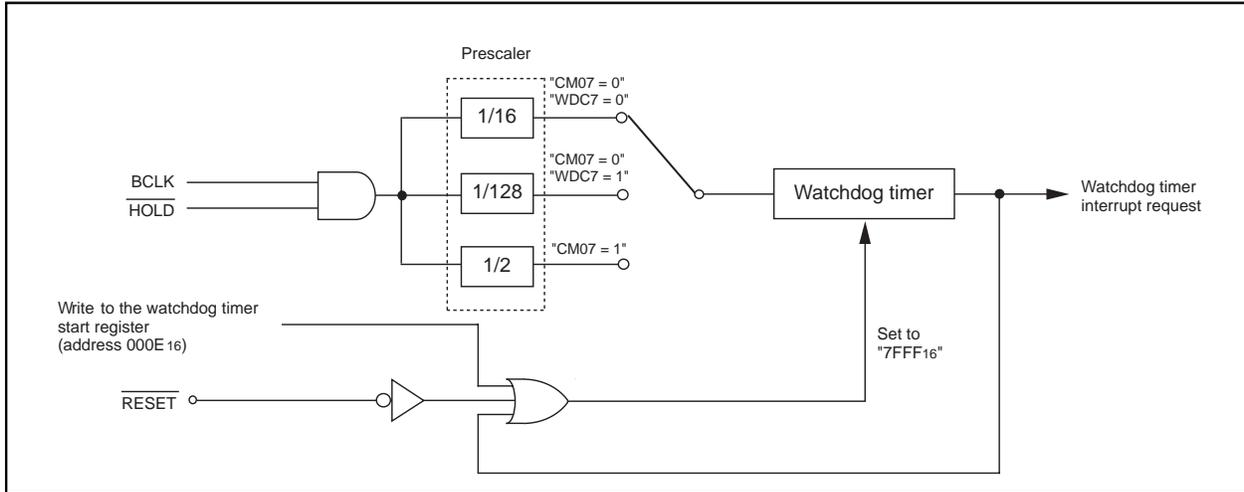 Prescaler
"CM07 = 0"
"WDC7 = 0"
1/16
"CM07 = 0"
"WDC7 = 1"
BCLK
HOLD
1/128
Watchdog timer
Watchdog timer
interrupt request
"CM07 = 1"
1/2
Write to the watchdog timer
start register
(address 000E16)
Set to
"7FFF16"
RESET